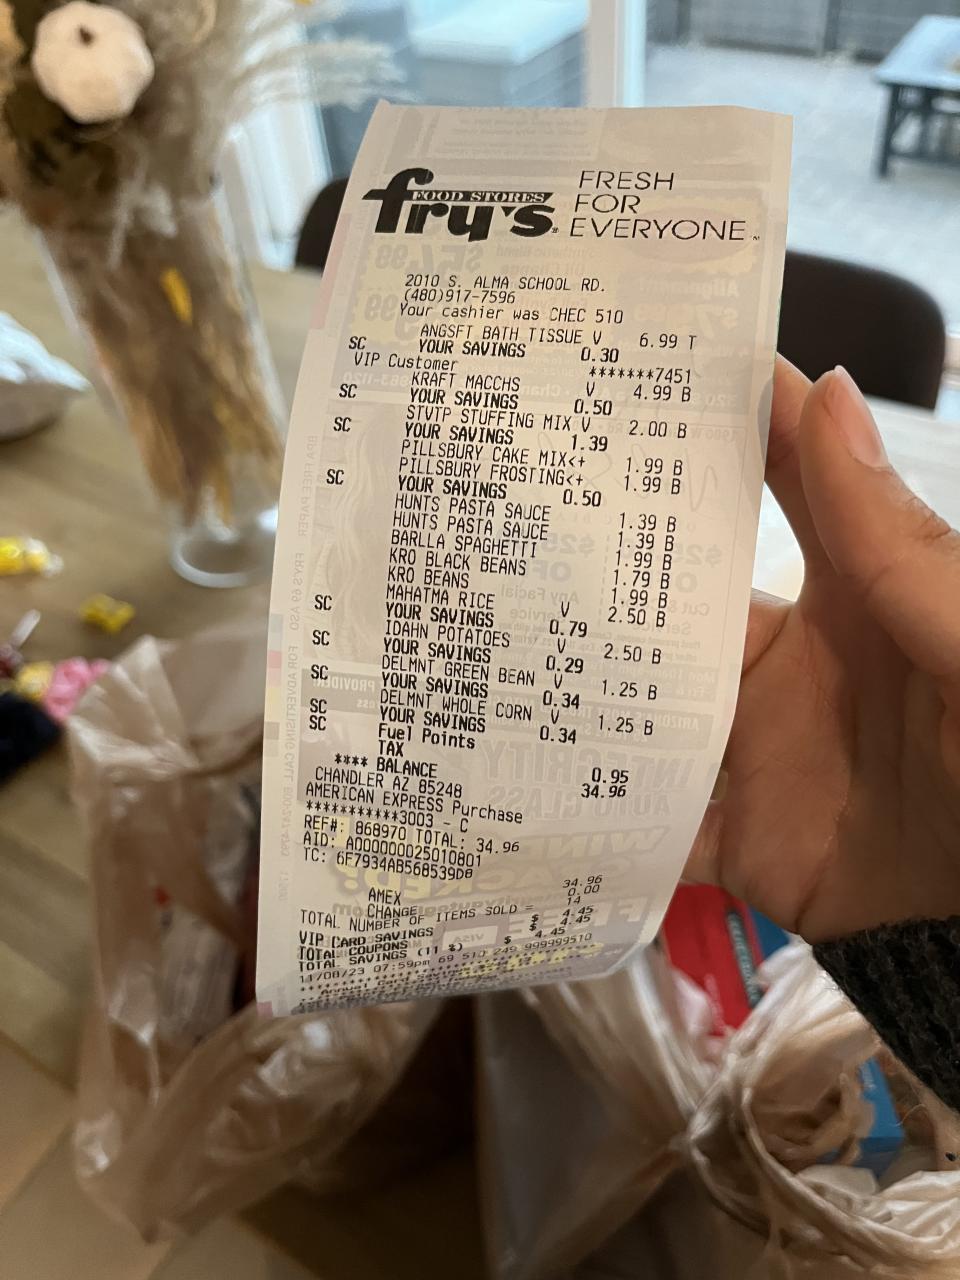 fry's FOOD STORES
FRESH
FOR
EVERYONE
2010 S. ALMA SCHOOL RD.
(480)917-7596
Your cashier was CHEC 510
ANGSFT BATH TISSUE V 6.99 T
SC YOUR SAVINGS 0.30
VIP Customer *******7451
KRAFT MACCHS V 4.99 B
SC YOUR SAVINGS 0.50
STVTP STUFFING MIX V 2.00 B
SC YOUR SAVINGS 1.39
PILLSBURY CAKE MIX<+ 1.99 B
PILLSBURY FROSTING<+ 1.99 B
SC YOUR SAVINGS 0.50
HUNTS PASTA SAUCE 1.39 B
HUNTS PASTA SAUCE 1.39 B
BARLLA SPAGHETTI 1.99 B
KRO BLACK BEANS 1.79 B
KRO BEANS 1.99 B
MAHATMA RICE V 2.50 B
SC YOUR SAVINGS 0.79
IDAHN POTATOES V 2.50 B
SC YOUR SAVINGS 0.29
DELMNT GREEN BEAN V 1.25 B
SC YOUR SAVINGS 0.34
DELMNT WHOLE CORN V 1.25 B
SC YOUR SAVINGS 0.34
SC Fuel Points
TAX 0.95
**** BALANCE 34.96
CHANDLER AZ 85248
AMERICAN EXPRESS Purchase
***********3003 - C
REF#: 868970 TOTAL: 34.96
AID: A000000025010801
TC: 6F7934AB568539D8
AMEX 34.96
CHANGE 0.00
TOTAL NUMBER OF ITEMS SOLD = 14
VIP CARD SAVINGS $ 4.45
TOTAL COUPONS $ 4.45
TOTAL SAVINGS (11 %) $ 4.45
11/08/23 07:59pm 69 510 249 999999510